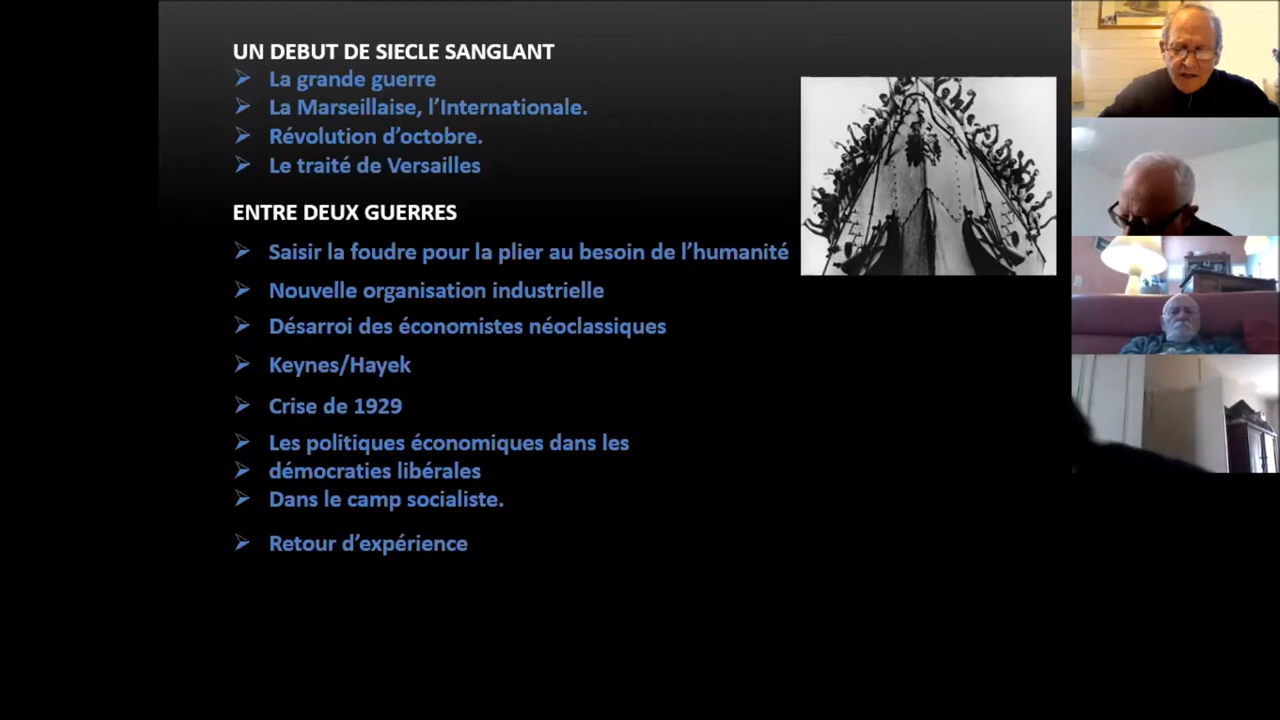 UN DEBUT DE SIECLE SANGLANT
La grande guerre
La Marseillaise, l’Internationale.
Révolution d’octobre.
Le traité de Versailles
ENTRE DEUX GUERRES
Saisir la foudre pour la plier au besoin de l’humanité
Nouvelle organisation industrielle
Désarroi des économistes néoclassiques
Keynes/Hayek
Crise de 1929
Les politiques économiques dans les
démocraties libérales
Dans le camp socialiste.
Retour d’expérience